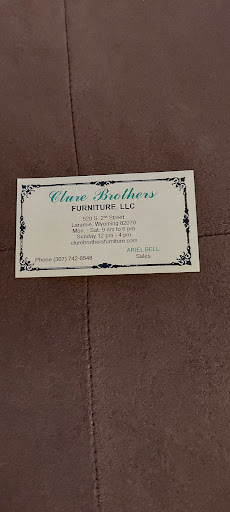 Clure Brothers
FURNITURE, LLC
520 S. 2nd Street
Laramie, Wyoming 82070
Mon - Sat, 9 am to 6 pm
Sunday 12 pm - 4 pm
clurebrothersfurniture.com
ARIEL BELL
Phone (307) 742-8548 Sales